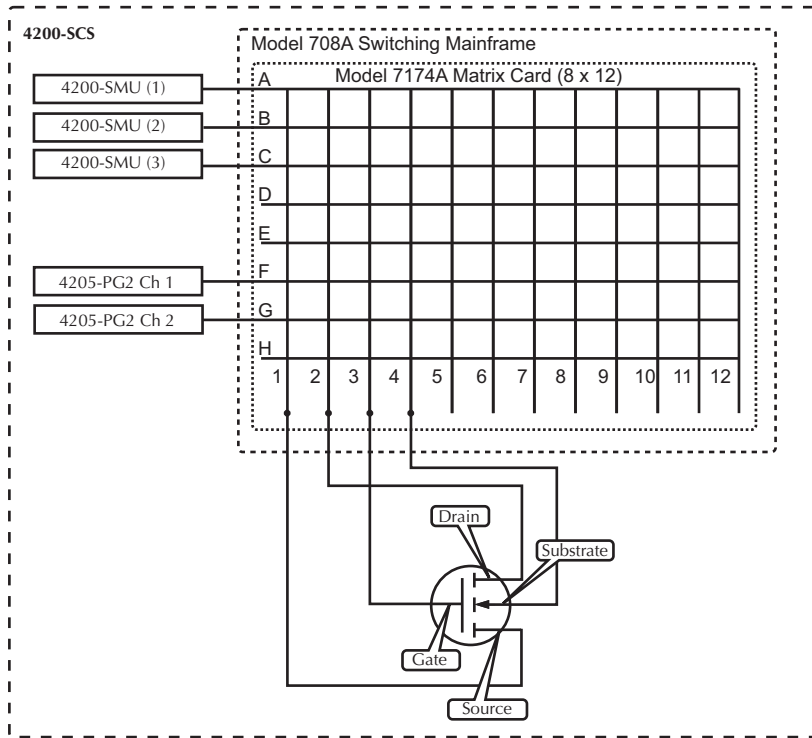 4200-SCS
Model 708A Switching Mainframe
Model 7174A Matrix Card (8 x 12)
4200-SMU (1)
A
4200-SMU (2)
B
4200-SMU (3)
C
D
E
4205-PG2 Ch 1
F
4205-PG2 Ch 2
G
H
1 2 3 4 5 6 7 8 9 10 11 12
Drain
Substrate
Gate
Source